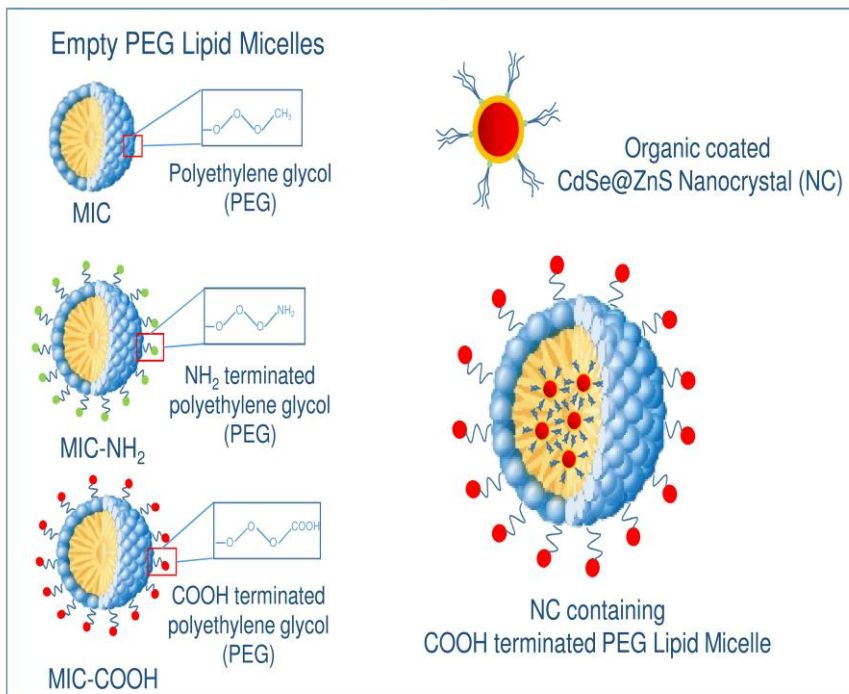 Empty PEG Lipid Micelles
O O O CH₃
Polyethylene glycol
(PEG)
MIC
O O O NH₂
NH₂ terminated
polyethylene glycol
(PEG)
MIC-NH₂
O O O COOH
COOH terminated
polyethylene glycol
(PEG)
MIC-COOH
Organic coated
CdSe@ZnS Nanocrystal (NC)
NC containing
COOH terminated PEG Lipid Micelle